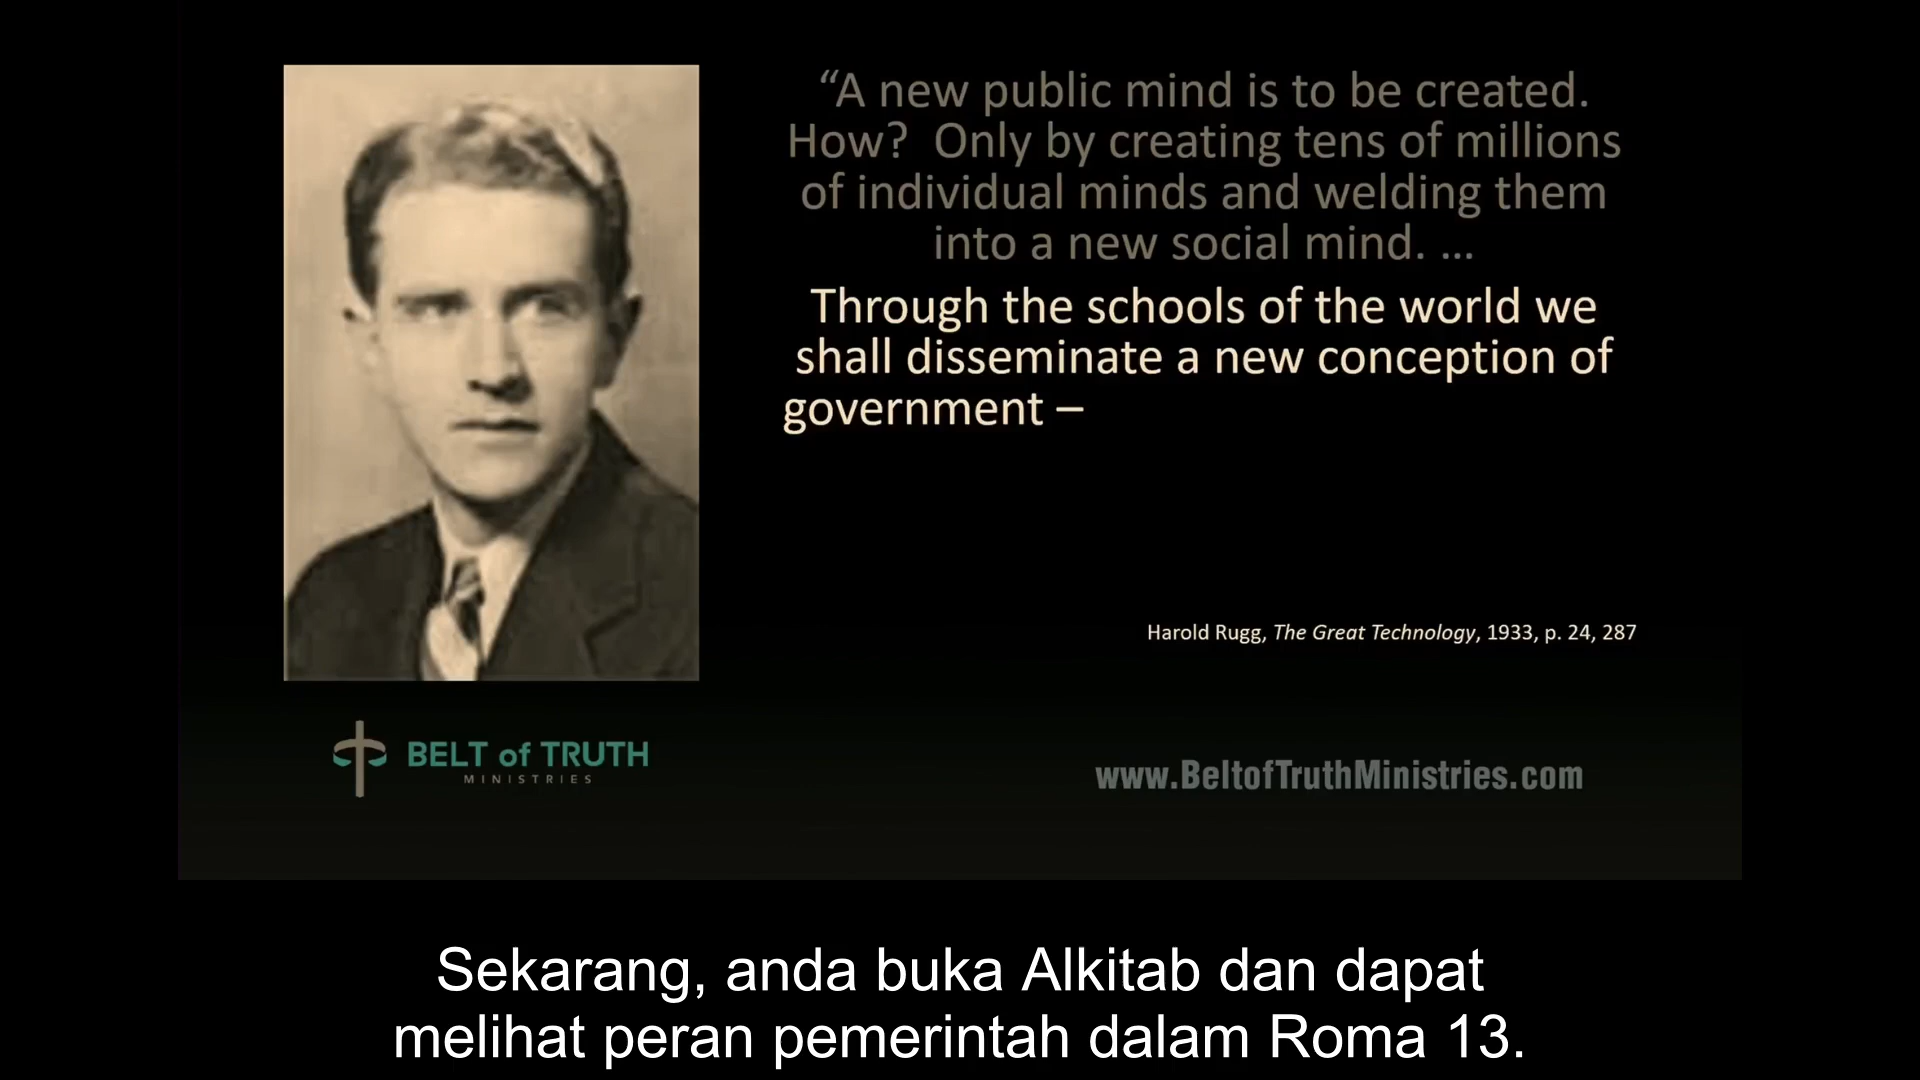 “A new public mind is to be created.
How? Only by creating tens of millions
of individual minds and welding them
into a new social mind. ...
Through the schools of the world we
shall disseminate a new conception of
government –
Harold Rugg, The Great Technology, 1933, p. 24, 287
BELT of TRUTH
MINISTRIES
www.BeltofTruthMinistries.com
Sekarang, anda buka Alkitab dan dapat
melihat peran pemerintah dalam Roma 13.